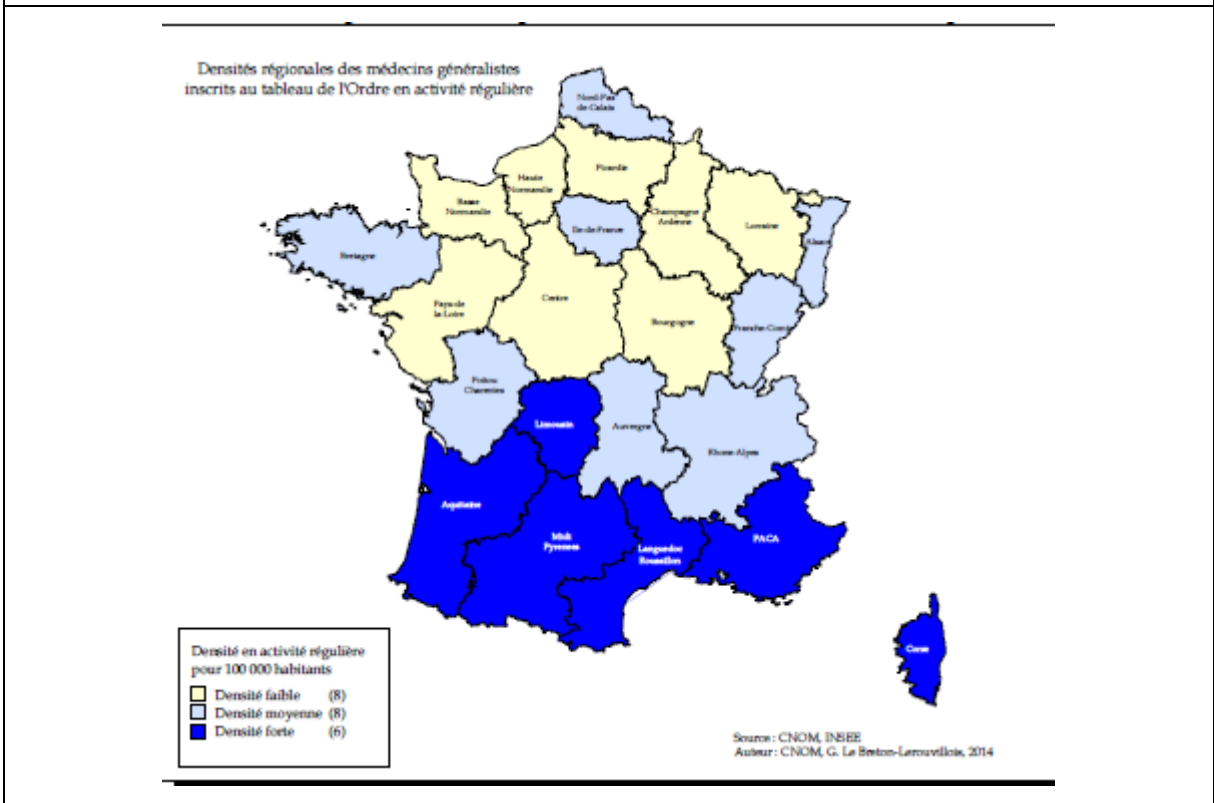 Densités régionales des médecins généralistes
inscrits au tableau de l'Ordre en activité régulière
Nord-Pas
de Calais
Picardie
Haute
Normandie
Basse
Normandie
Champagne
Ardenne
Lorraine
Alsace
Ile-de-France
Bretagne
Pays de
la Loire
Centre
Bourgogne
Franche-Comté
Poitou
Charentes
Limousin
Auvergne
Rhone-Alpes
Aquitaine
Midi
Pyrenees
Languedoc
Roussillon
PACA
Corse
Densité en activité régulière
pour 100 000 habitants
Densité faible (8)
Densité moyenne (8)
Densité forte (6)
Source : CNOM, INSEE
Auteur : CNOM, G. Le Breton-Lerouvillois, 2014